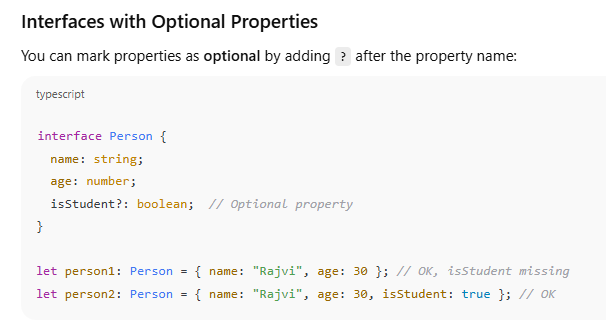 Interfaces with Optional Properties
You can mark properties as optional by adding ? after the property name:
typescript
interface Person {
  name: string;
  age: number;
  isStudent?: boolean;  // Optional property
}
let person1: Person = { name: "Rajvi", age: 30 }; // OK, isStudent missing
let person2: Person = { name: "Rajvi", age: 30, isStudent: true }; // OK